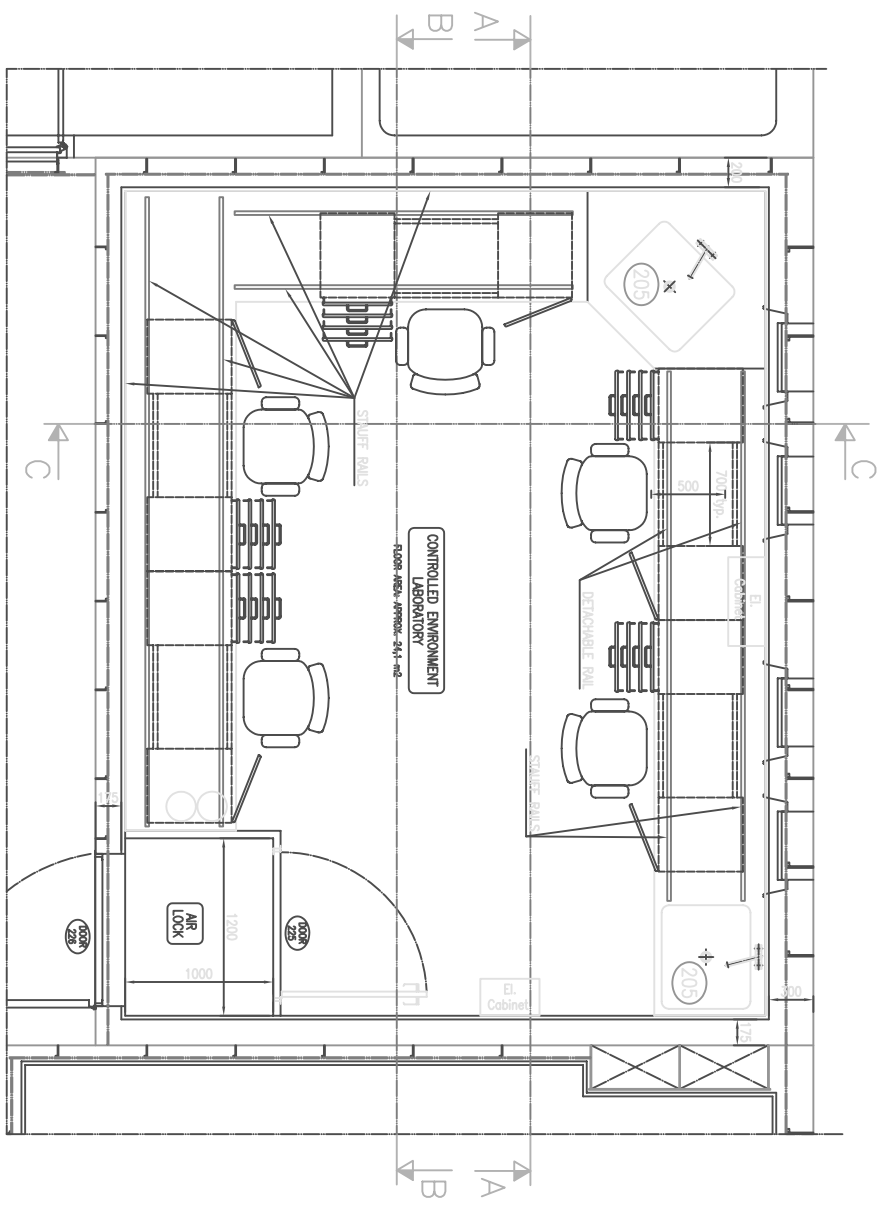 B A
200
205
STAUFF RAILS
C
C
700 typ.
500
CONTROLLED ENVIRONMENT
LABORATORY
FLOOR AREA: APPROX. 24,1 m2
El.
Cabinet
DETACHABLE RAIL
STAUFF RAILS
175
AIR
LOCK
1200
1000
DOOR
225
DOOR
226
El.
Cabinet
205
300
175
B A